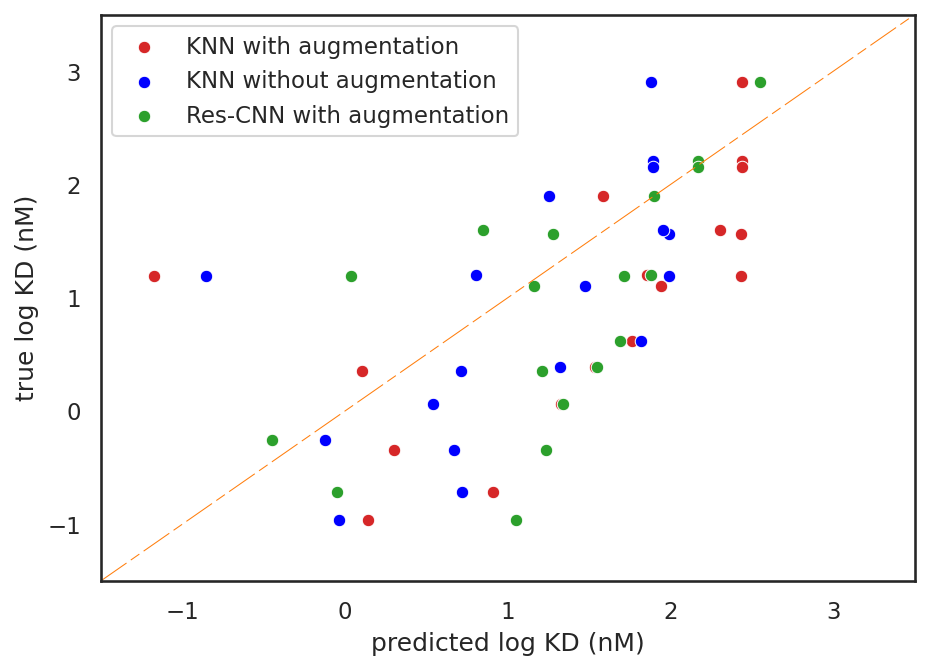 KNN with augmentation
KNN without augmentation
Res-CNN with augmentation
3
2
1
0
−1
true log KD (nM)
−1 0 1 2 3
predicted log KD (nM)